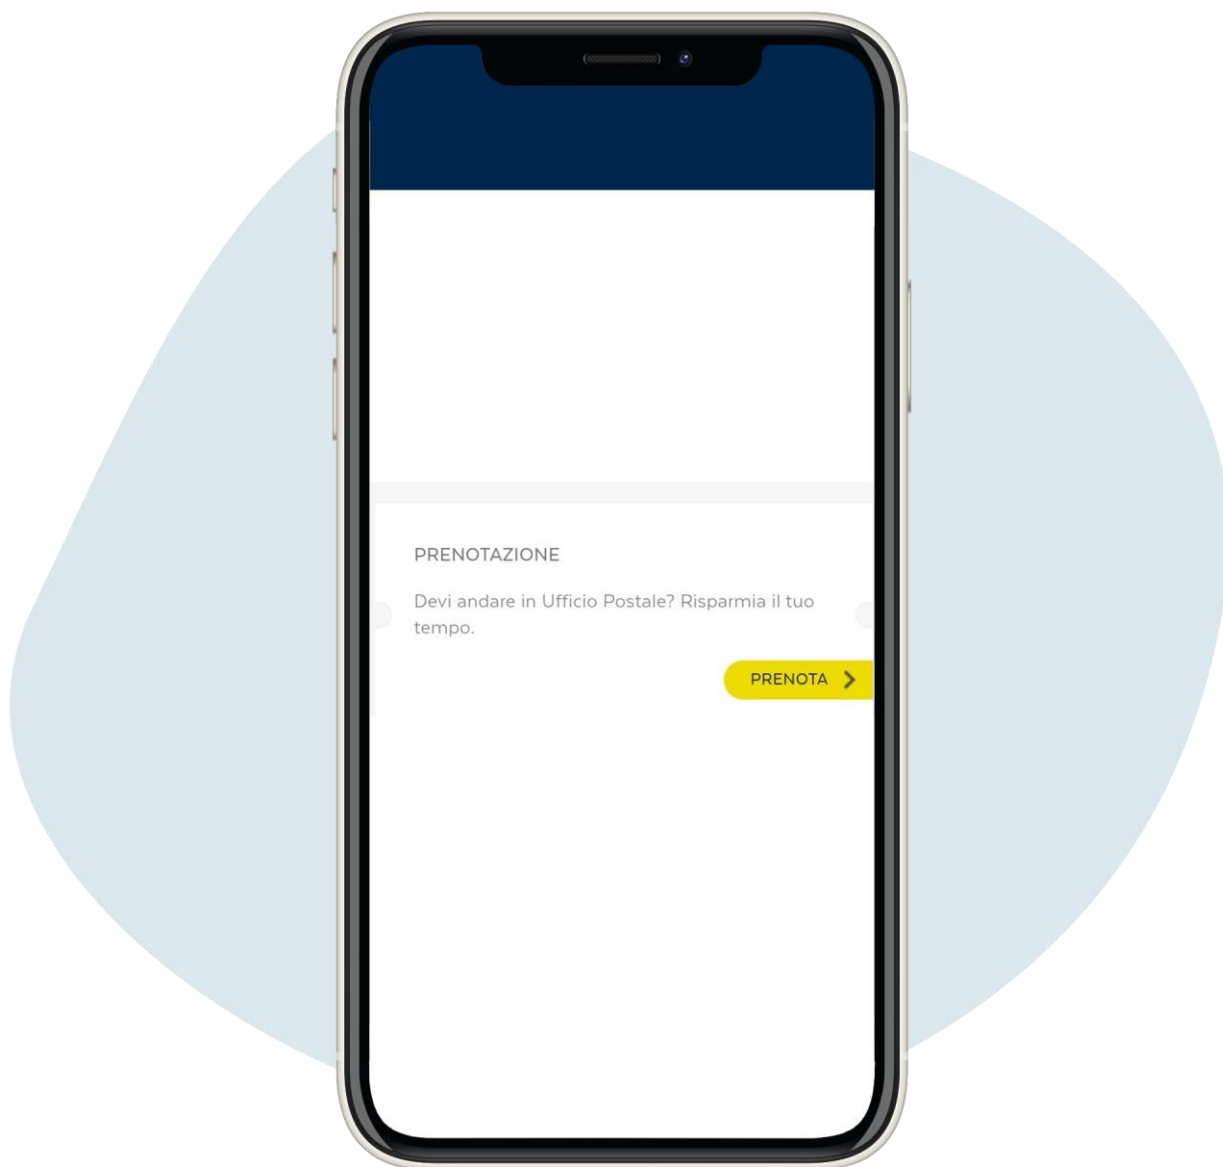 PRENOTAZIONE
Devi andare in Ufficio Postale? Risparmia il tuo
tempo.
PRENOTA